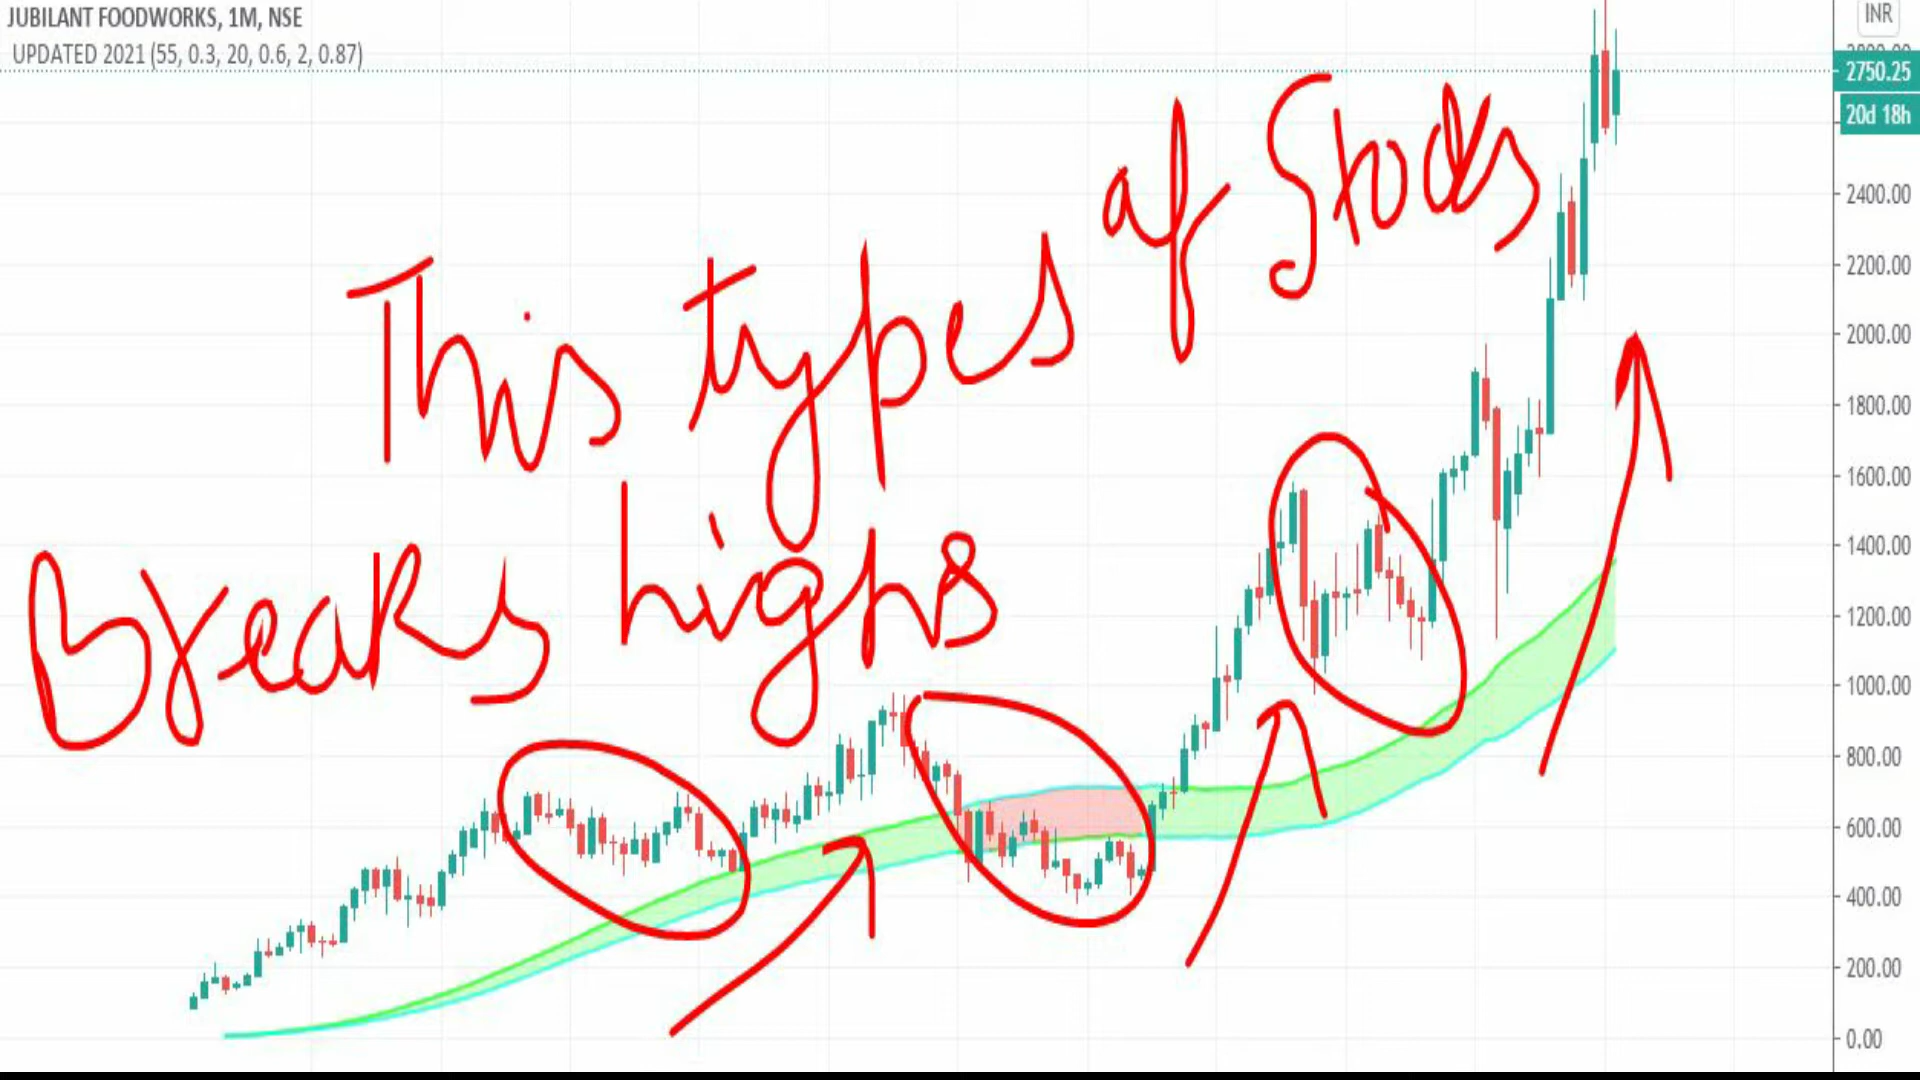 JUBILANT FOODWORKS, 1M, NSE
UPDATED 2021 (55, 0.3, 20, 0.6, 2, 0.87)
This types of Stocks
Breaks highs
INR
2750.25
20d 18h
2400.00
2200.00
2000.00
1800.00
1600.00
1400.00
1200.00
1000.00
800.00
600.00
400.00
200.00
0.00